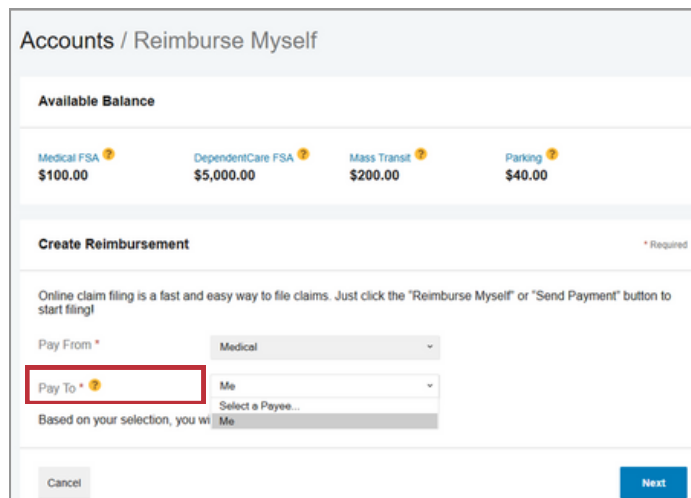 Accounts / Reimburse Myself
Available Balance
Medical FSA ? DependentCare FSA ? Mass Transit ? Parking ?
$100.00 $5,000.00 $200.00 $40.00
Create Reimbursement * Required
Online claim filing is a fast and easy way to file claims. Just click the "Reimburse Myself" or "Send Payment" button to
start filing!
Pay From * Medical
Pay To * ? Me
Select a Payee...
Based on your selection, you wi Me
Cancel Next